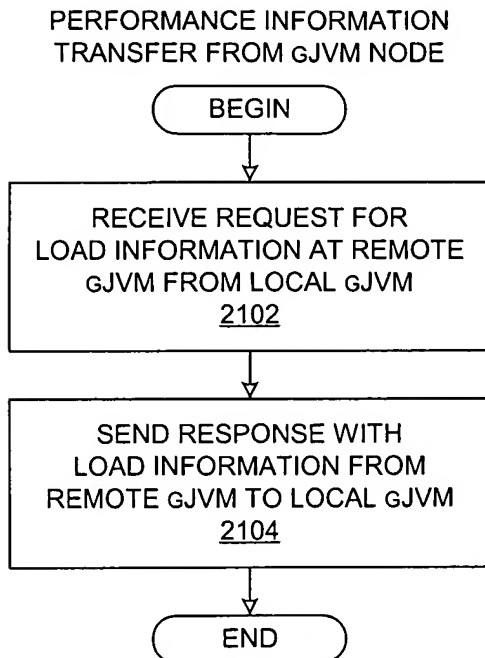 PERFORMANCE INFORMATION
TRANSFER FROM GJVM NODE
BEGIN
RECEIVE REQUEST FOR
LOAD INFORMATION AT REMOTE
GJVM FROM LOCAL GJVM
2102
SEND RESPONSE WITH
LOAD INFORMATION FROM
REMOTE GJVM TO LOCAL GJVM
2104
END